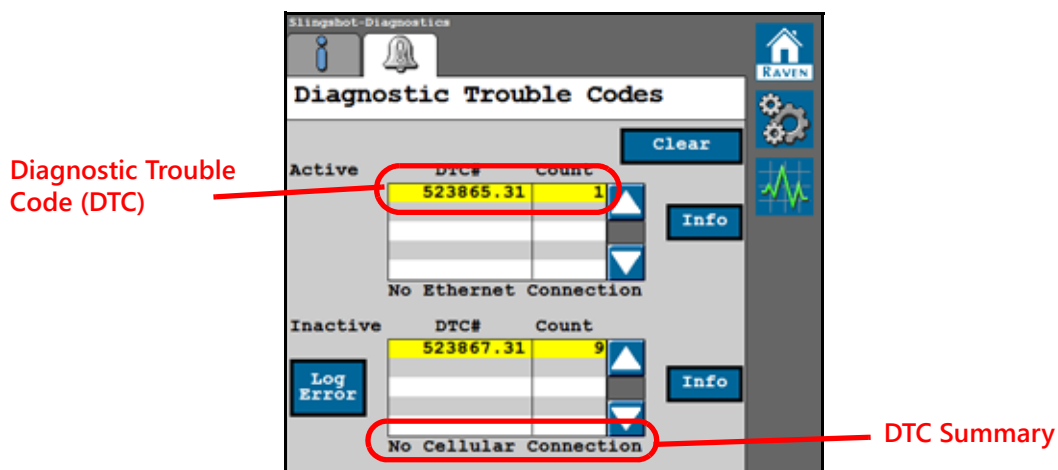 Slingshot-Diagnostics
RAVEN
Diagnostic Trouble Codes
Clear
Diagnostic Trouble
Code (DTC)
Active DTC# Count
523865.31 1
Info
No Ethernet Connection
Inactive DTC# Count
523867.31 9
Log
Error
Info
No Cellular Connection
DTC Summary